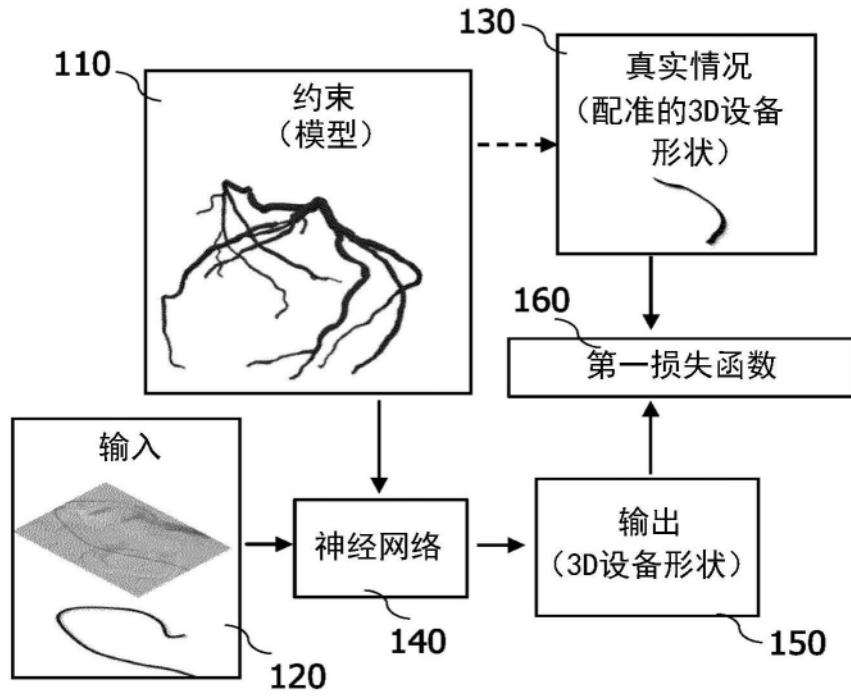 110
约束
（模型）
130
真实情况
（配准的3D设备
形状）
160
第一损失函数
输入
120
神经网络
140
输出
（3D设备形状）
150